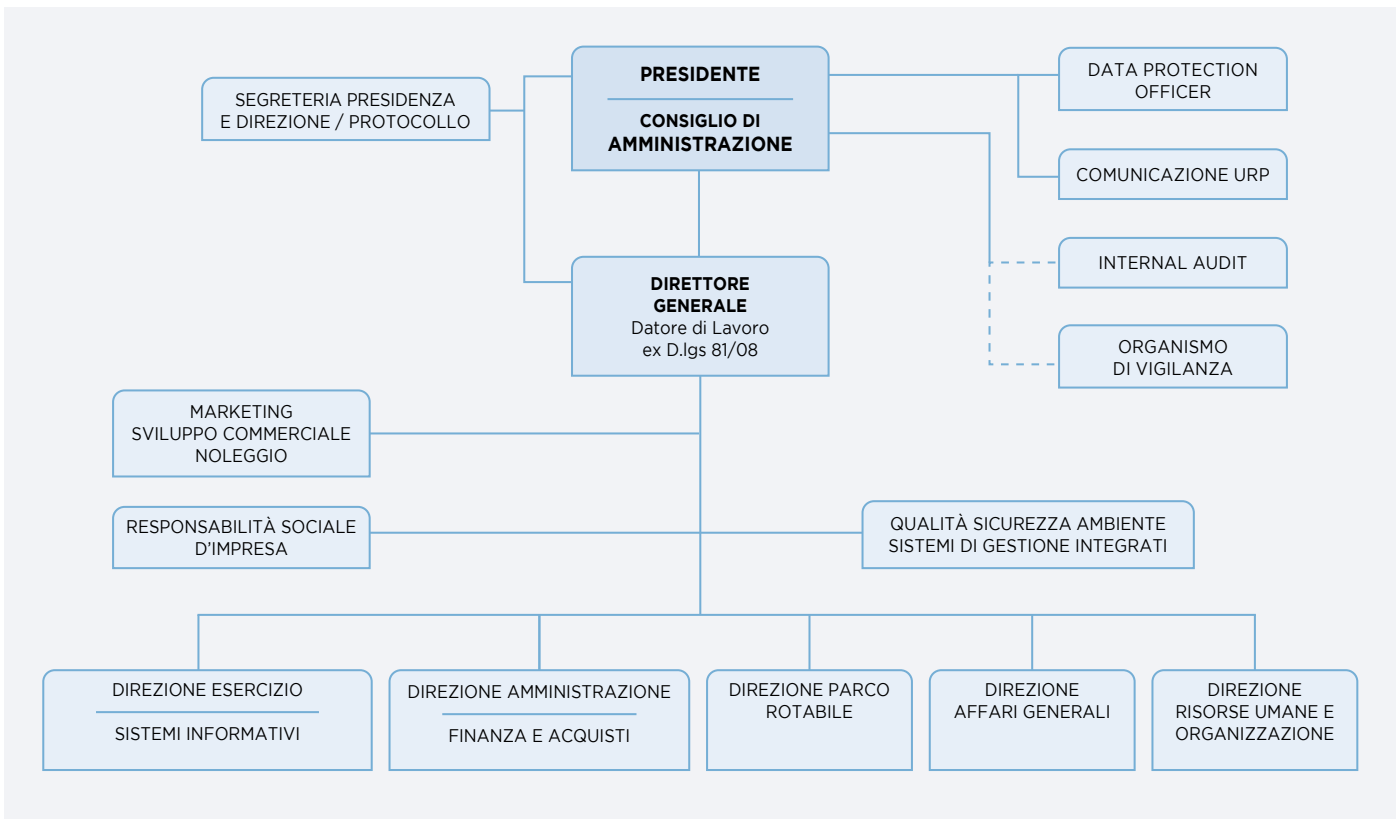 PRESIDENTE
CONSIGLIO DI
AMMINISTRAZIONE
SEGRETERIA PRESIDENZA
E DIREZIONE / PROTOCOLLO
DATA PROTECTION
OFFICER
COMUNICAZIONE URP
INTERNAL AUDIT
ORGANISMO
DI VIGILANZA
DIRETTORE
GENERALE
Datore di Lavoro
ex D.lgs 81/08
MARKETING
SVILUPPO COMMERCIALE
NOLEGGIO
RESPONSABILITÀ SOCIALE
D'IMPRESA
QUALITÀ SICUREZZA AMBIENTE
SISTEMI DI GESTIONE INTEGRATI
DIREZIONE ESERCIZIO
SISTEMI INFORMATIVI
DIREZIONE AMMINISTRAZIONE
FINANZA E ACQUISTI
DIREZIONE PARCO
ROTABILE
DIREZIONE
AFFARI GENERALI
DIREZIONE
RISORSE UMANE E
ORGANIZZAZIONE